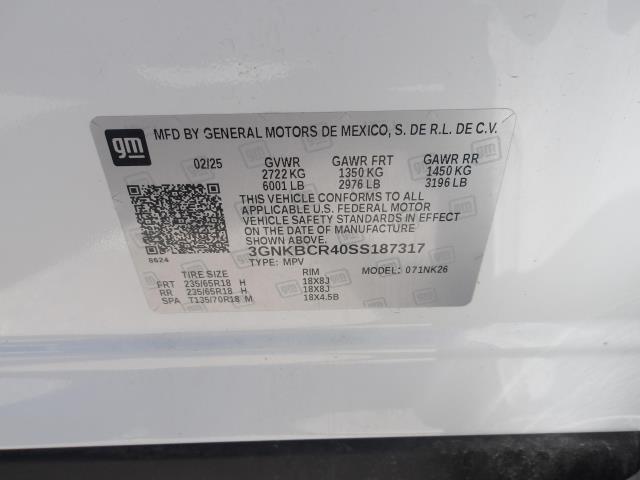 gm
MFD BY GENERAL MOTORS DE MEXICO, S. DE R.L. DE C.V.
02/25 GVWR GAWR FRT GAWR RR
2722 KG 1350 KG 1450 KG
6001 LB 2976 LB 3196 LB
THIS VEHICLE CONFORMS TO ALL
APPLICABLE U.S. FEDERAL MOTOR
VEHICLE SAFETY STANDARDS IN EFFECT
ON THE DATE OF MANUFACTURE
SHOWN ABOVE.
3GNKBCR40SS187317
8624
TYPE: MPV MODEL: 071NK26
TIRE SIZE RIM
FRT 235/65R18 H 18X8J
RR 235/65R18 H 18X8J
SPA T135/70R18 M 18X4.5B